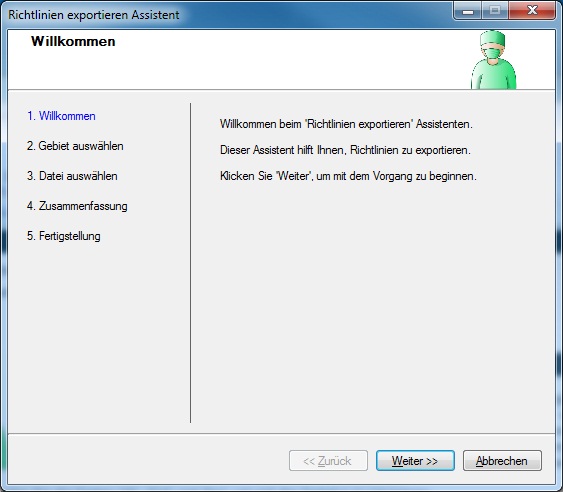 Richtlinien exportieren Assistent
Willkommen
1. Willkommen
2. Gebiet auswählen
3. Datei auswählen
4. Zusammenfassung
5. Fertigstellung
Willkommen beim 'Richtlinien exportieren' Assistenten.
Dieser Assistent hilft Ihnen, Richtlinien zu exportieren.
Klicken Sie 'Weiter', um mit dem Vorgang zu beginnen.
<< Zurück
Weiter >>
Abbrechen